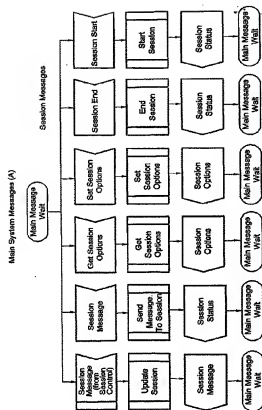 Main System Messages (A)
Main Message
Wait
Session Messages
Session
Message
(from
Session
Control)
Session
Message
Get Session
Options
Set Session
Options
Session End
Session Start
Update
Session
Send
Message
To Session
Get
Session
Options
Set
Session
Options
End
Session
Start
Session
Session
Message
Session
Status
Session
Options
Session
Options
Session
Status
Session
Status
Main Message
Wait
Main Message
Wait
Main Message
Wait
Main Message
Wait
Main Message
Wait
Main Message
Wait